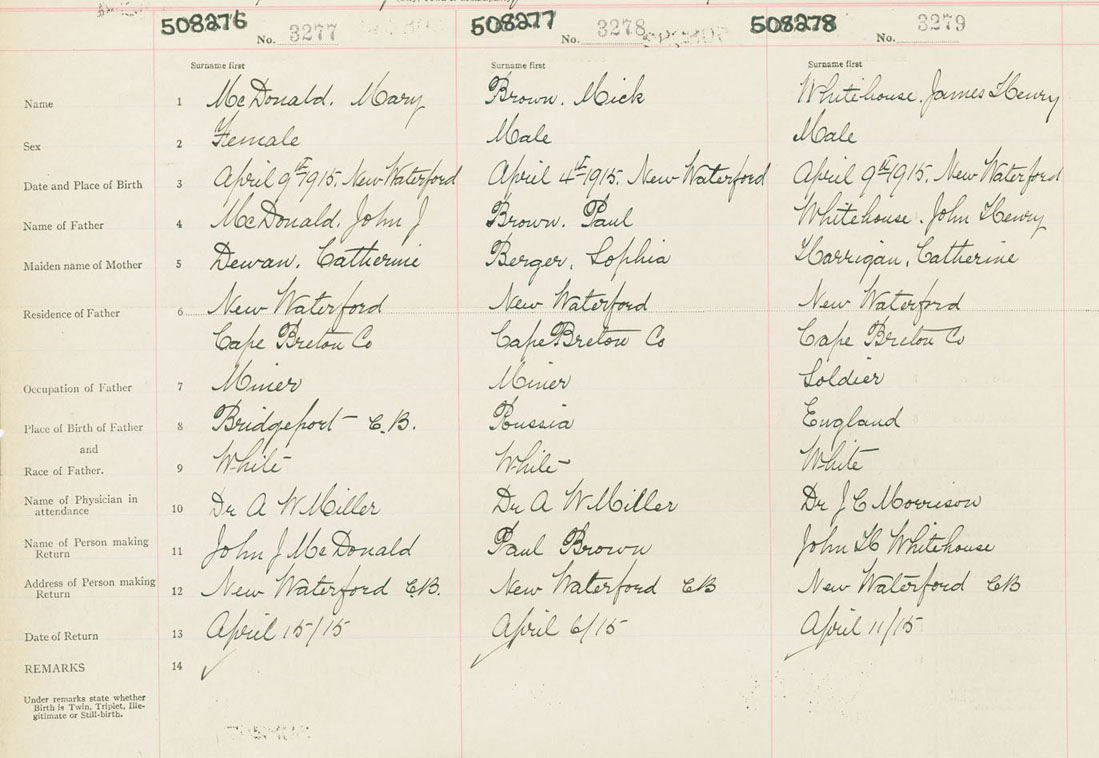 508276 508277 508278
No. 3277 No. 3278 No. 3279
Surname first Surname first Surname first
Name 1 McDonald. Mary Brown. Mick Whitehouse. James Henry
Sex 2 Female Male Male
Date and Place of Birth 3 April 9th 1915. New Waterford April 4th 1915. New Waterford April 9th 1915. New Waterford
Name of Father 4 McDonald. John J Brown. Paul Whitehouse. John Henry
Maiden name of Mother 5 Dewan. Catherine Berger, Sophia Harrigan, Catherine
Residence of Father 6 New Waterford New Waterford New Waterford
Cape Breton Co Cape Breton Co Cape Breton Co
Occupation of Father 7 Miner Miner Soldier
Place of Birth of Father 8 Bridgeport - C.B. Russia England
and
Race of Father. 9 White White White
Name of Physician in
attendance 10 Dr A W Miller Dr A W Miller Dr J C Morrison
Name of Person making
Return 11 John J McDonald Paul Brown John H Whitehouse
Address of Person making
Return 12 New Waterford C.B. New Waterford CB New Waterford CB
Date of Return 13 April 15/15 April 6/15 April 11/15
REMARKS 14
Under remarks state whether
Birth is Twin, Triplet, Ille-
gitimate or Still-birth.